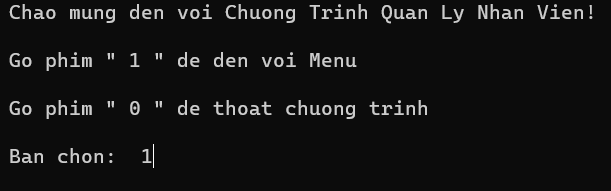 Chao mung den voi Chuong Trinh Quan Ly Nhan Vien!
Go phim " 1 " de den voi Menu
Go phim " 0 " de thoat chuong trinh
Ban chon:  1